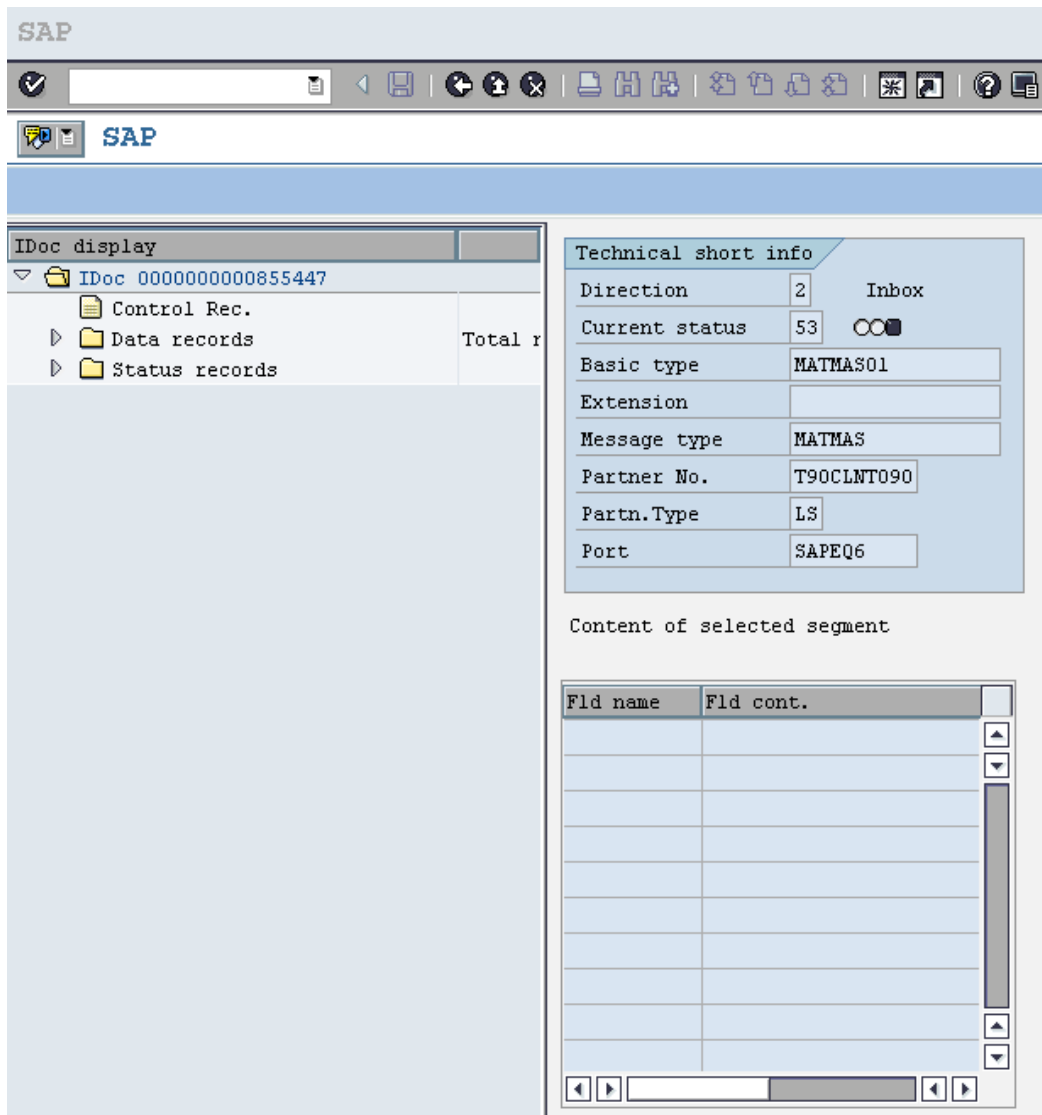 SAP
SAP
IDoc display
IDoc 0000000000855447
Control Rec.
Data records Total r
Status records
Technical short info
Direction 2 Inbox
Current status 53
Basic type MATMAS01
Extension
Message type MATMAS
Partner No. T90CLNT090
Partn.Type LS
Port SAPEQ6
Content of selected segment
Fld name Fld cont.